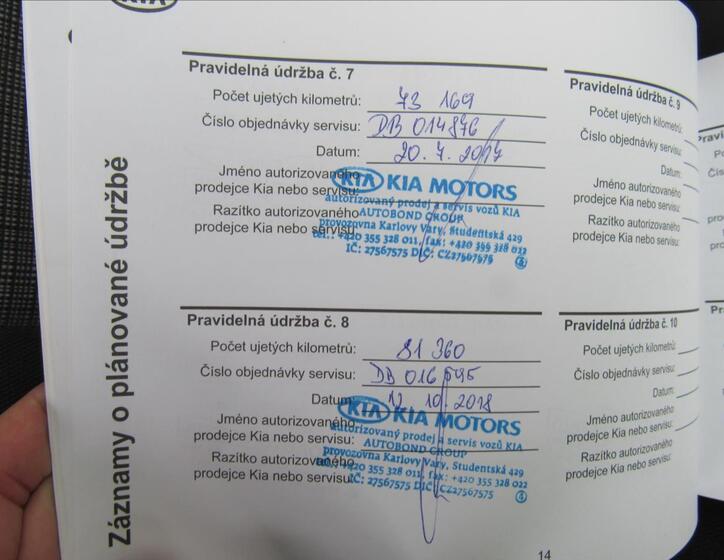 KIA
Záznamy o plánované údržbě
Pravidelná údržba č. 7
Počet ujetých kilometrů: 73 169
Číslo objednávky servisu: DB 014876
Datum: 20. 7. 2017
Jméno autorizovaného
prodejce Kia nebo servisu:
Razítko autorizovaného
prodejce Kia nebo servisu:
KIA KIA MOTORS
autorizovaný prodej a servis vozů KIA
AUTOBOND GROUP
provozovna Karlovy Vary, Studentská 429
tel.: +420 355 328 011, fax: +420 355 328 022
IČ: 27567575 DIČ: CZ27567575
Pravidelná údržba č. 8
Počet ujetých kilometrů: 81 360
Číslo objednávky servisu: DB
Datum: 12. 10. 2018
Jméno autorizovaného
prodejce Kia nebo servisu:
Razítko autorizovaného
prodejce Kia nebo servisu:
KIA KIA MOTORS
autorizovaný prodej a servis vozů KIA
AUTOBOND GROUP
provozovna Karlovy Vary, Studentská 429
tel.: +420 355 328 011, fax: +420 355 328 022
IČ: 27567575 DIČ: CZ27567575
Pravidelná údržba č. 9
Počet ujetých kilometrů:
Číslo objednávky servisu:
Datum:
Jméno autorizovaného
prodejce Kia nebo servisu:
Razítko autorizovaného
prodejce Kia nebo servisu:
Pravidelná údržba č. 10
Počet ujetých kilometrů:
Číslo objednávky servisu:
Datum:
Jméno autorizovaného
prodejce Kia nebo servisu:
Razítko autorizovaného
prodejce Kia nebo servisu:
14